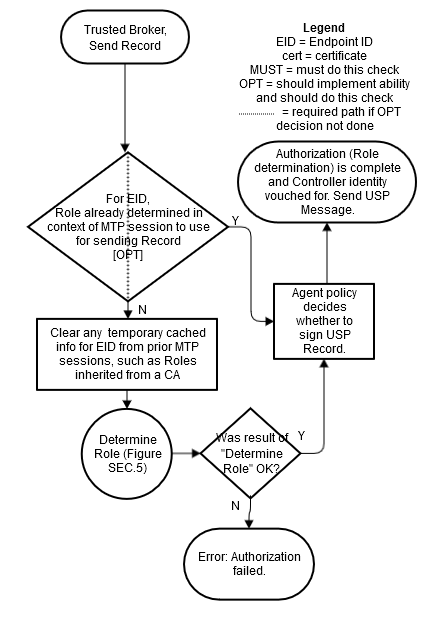 Trusted Broker,
Send Record
Legend
EID = Endpoint ID
cert = certificate
MUST = must do this check
OPT = should implement ability
and should do this check
= required path if OPT
decision not done
Authorization (Role
determination) is complete
and Controller identity
vouched for. Send USP
Message.
For EID,
Role already determined in
context of MTP session to use
for sending Record
[OPT]
Y
N
Agent policy
decides
whether to
sign USP
Record.
Clear any temporary cached
info for EID from prior MTP
sessions, such as Roles
inherited from a CA
Determine
Role (Figure
SEC.5)
Was result of
"Determine
Role" OK?
Y
N
Error: Authorization
failed.